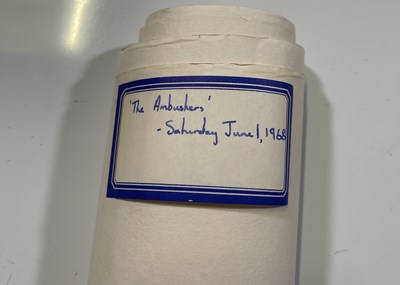 'The Ambushers'
- Saturday June 1, 1968